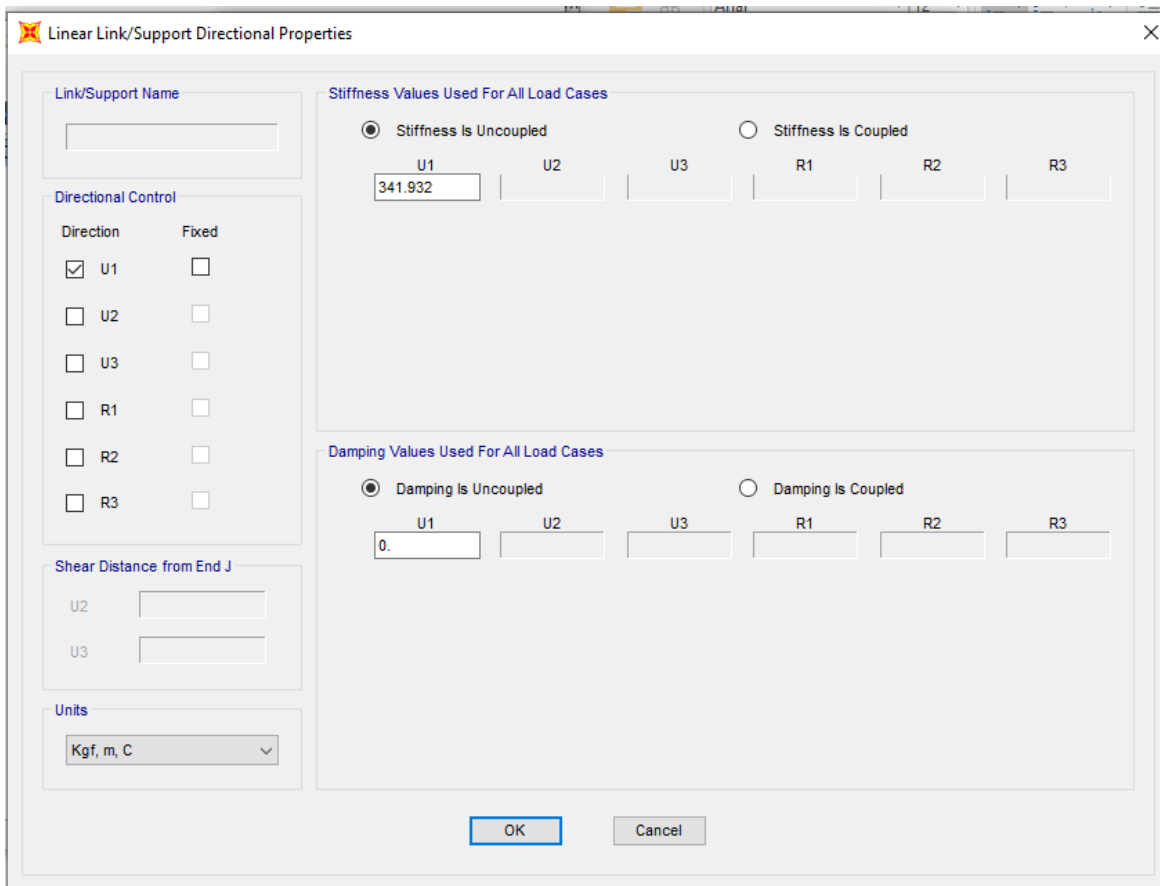 Linear Link/Support Directional Properties
Link/Support Name
Directional Control
Direction Fixed
U1
U2
U3
R1
R2
R3
Shear Distance from End J
U2
U3
Units
Kgf, m, C
Stiffness Values Used For All Load Cases
Stiffness Is Uncoupled Stiffness Is Coupled
U1 U2 U3 R1 R2 R3
341.932
Damping Values Used For All Load Cases
Damping Is Uncoupled Damping Is Coupled
U1 U2 U3 R1 R2 R3
0.
OK Cancel